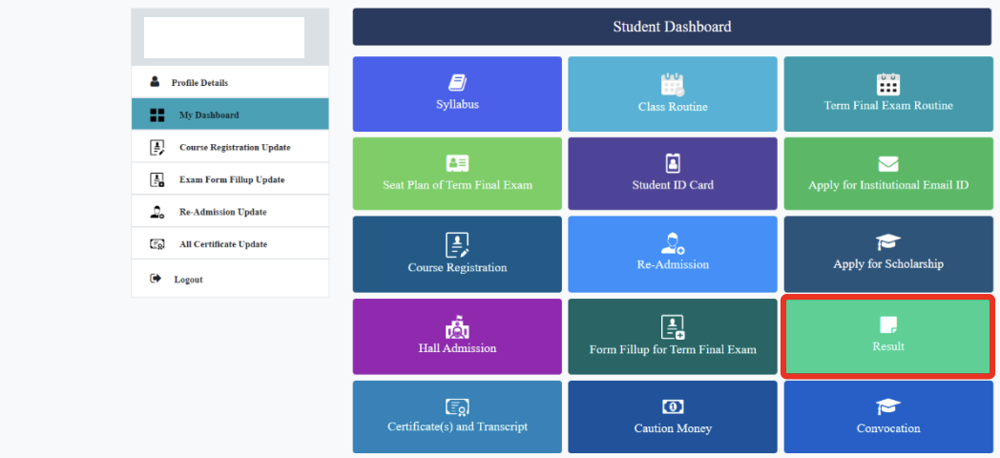 Student Dashboard
Profile Details
My Dashboard
Course Registration Update
Exam Form Fillup Update
Re-Admission Update
All Certificate Update
Logout
Syllabus
Class Routine
Term Final Exam Routine
Seat Plan of Term Final Exam
Student ID Card
Apply for Institutional Email ID
Course Registration
Re-Admission
Apply for Scholarship
Hall Admission
Form Fillup for Term Final Exam
Result
Certificate(s) and Transcript
Caution Money
Convocation